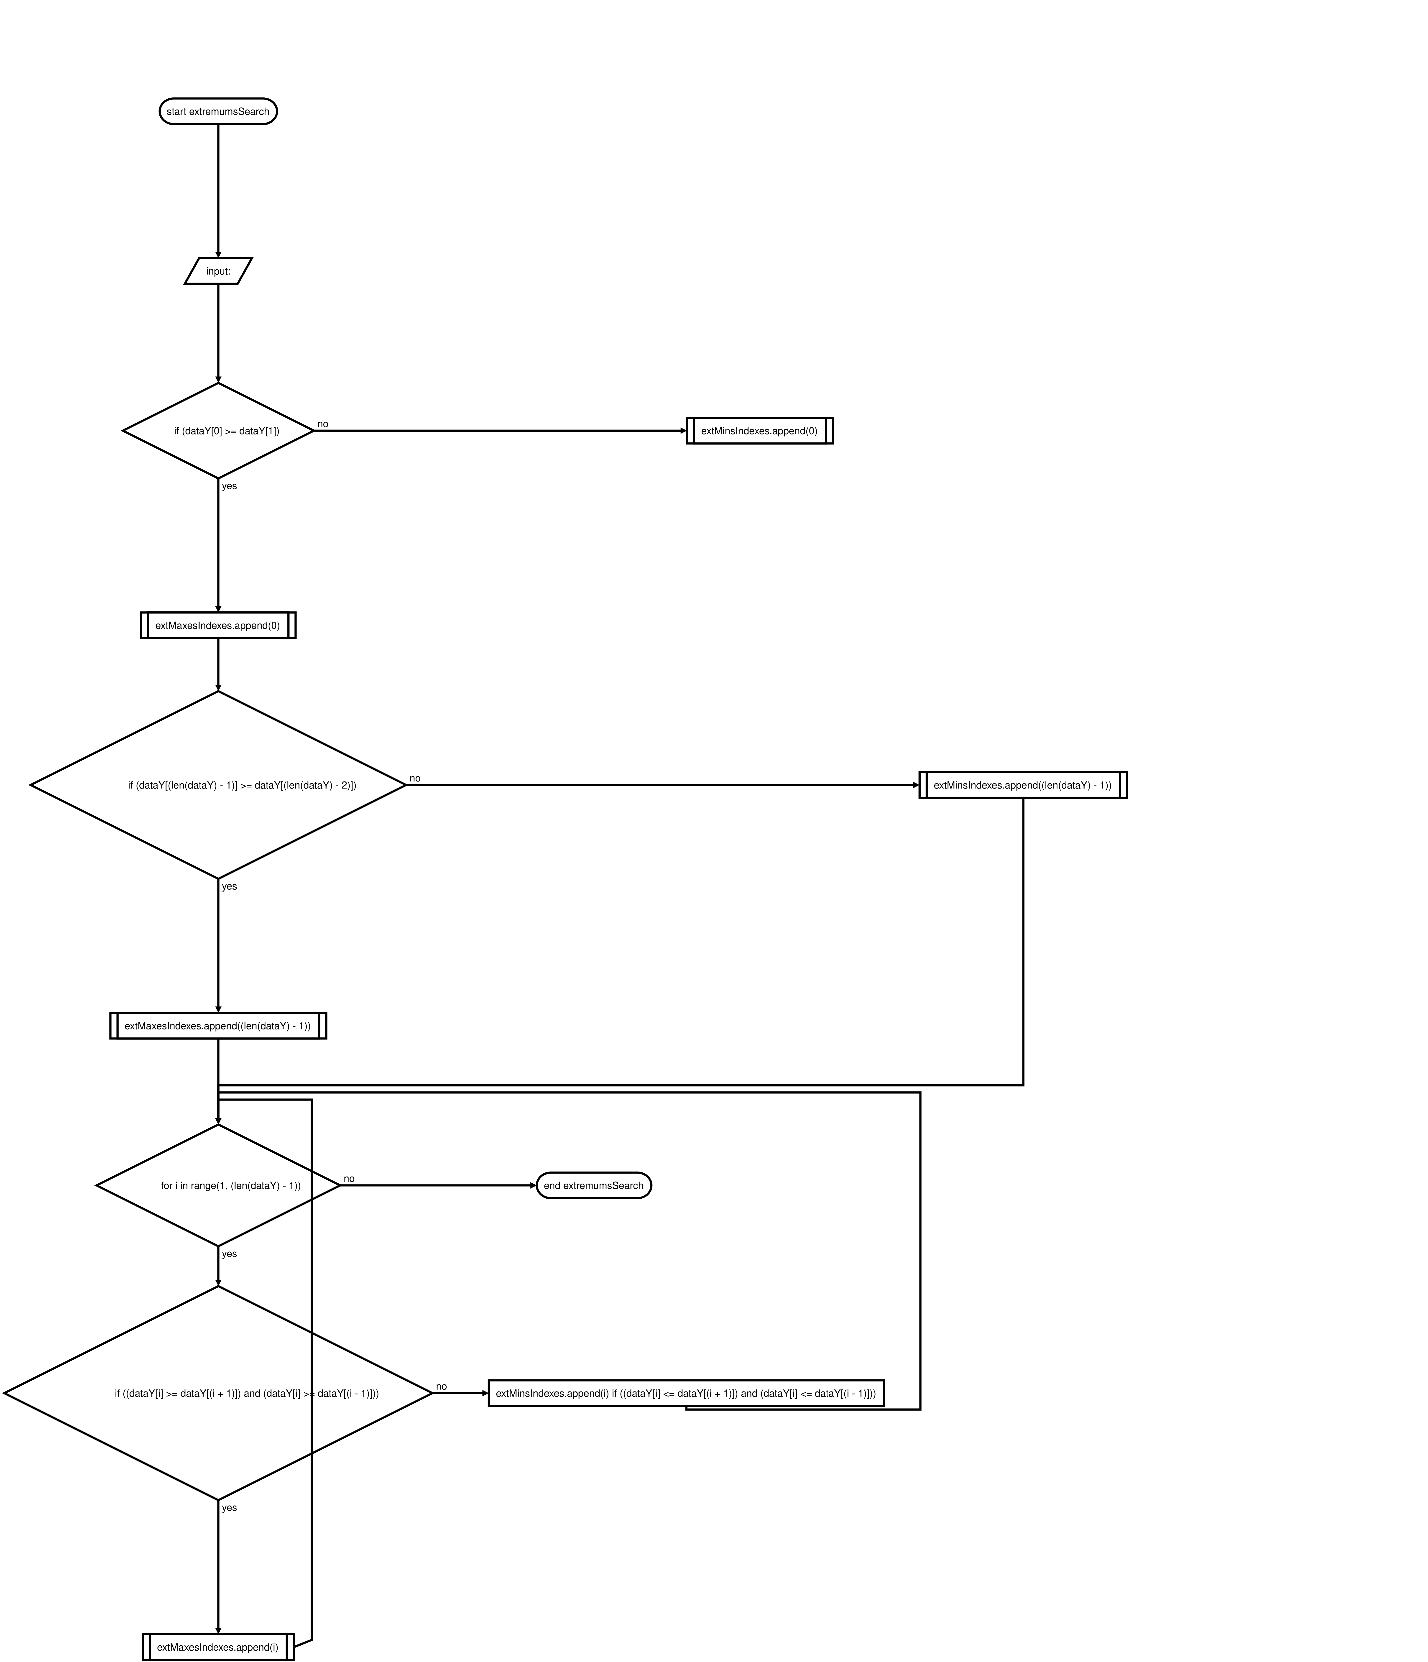 start extremumsSearch
input:
if (dataY[0] >= dataY[1])
no
extMinsIndexes.append(0)
yes
extMaxesIndexes.append(0)
if (dataY[(len(dataY) - 1)] >= dataY[(len(dataY) - 2)])
no
extMinsIndexes.append((len(dataY) - 1))
yes
extMaxesIndexes.append((len(dataY) - 1))
for i in range(1, (len(dataY) - 1))
no
end extremumsSearch
yes
if ((dataY[i] >= dataY[(i + 1)]) and (dataY[i] >= dataY[(i - 1)]))
no
extMinsIndexes.append(i) if ((dataY[i] <= dataY[(i + 1)]) and (dataY[i] <= dataY[(i - 1)]))
yes
extMaxesIndexes.append(i)